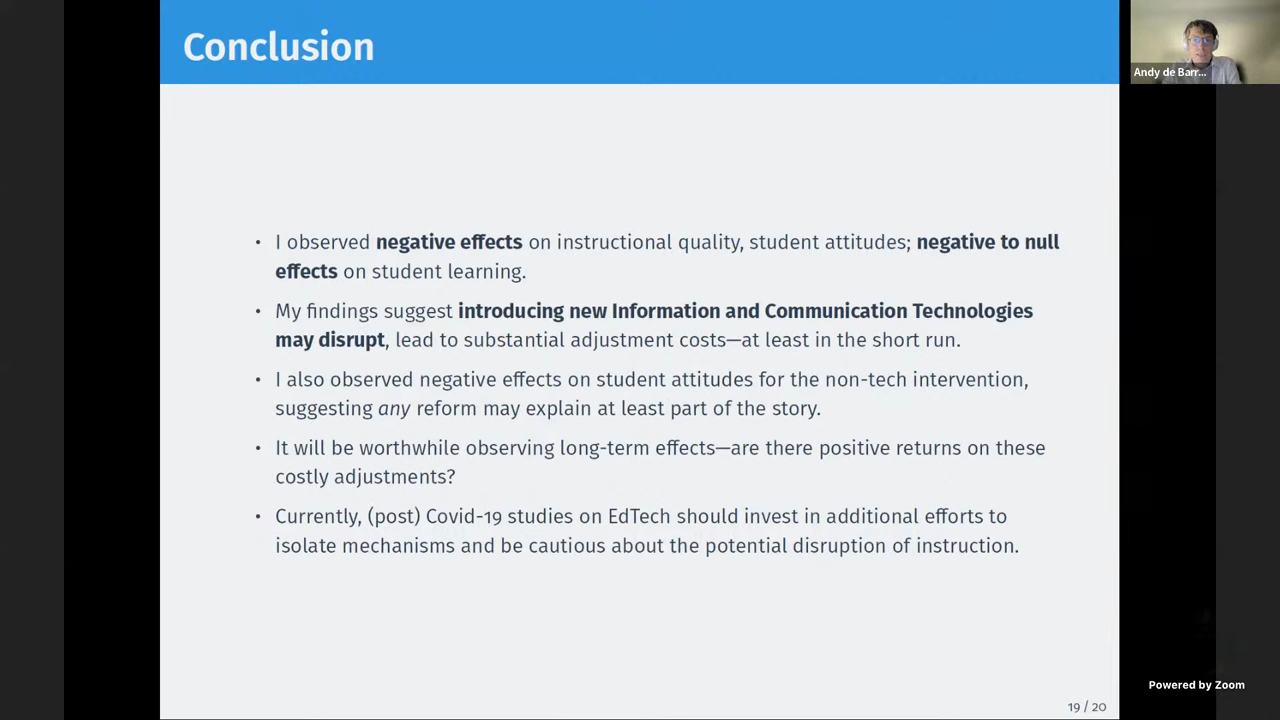 Conclusion
Andy de Barr...
• I observed negative effects on instructional quality, student attitudes; negative to null
effects on student learning.
• My findings suggest introducing new Information and Communication Technologies
may disrupt, lead to substantial adjustment costs—at least in the short run.
• I also observed negative effects on student attitudes for the non-tech intervention,
suggesting any reform may explain at least part of the story.
• It will be worthwhile observing long-term effects—are there positive returns on these
costly adjustments?
• Currently, (post) Covid-19 studies on EdTech should invest in additional efforts to
isolate mechanisms and be cautious about the potential disruption of instruction.
Powered by Zoom
19 / 20